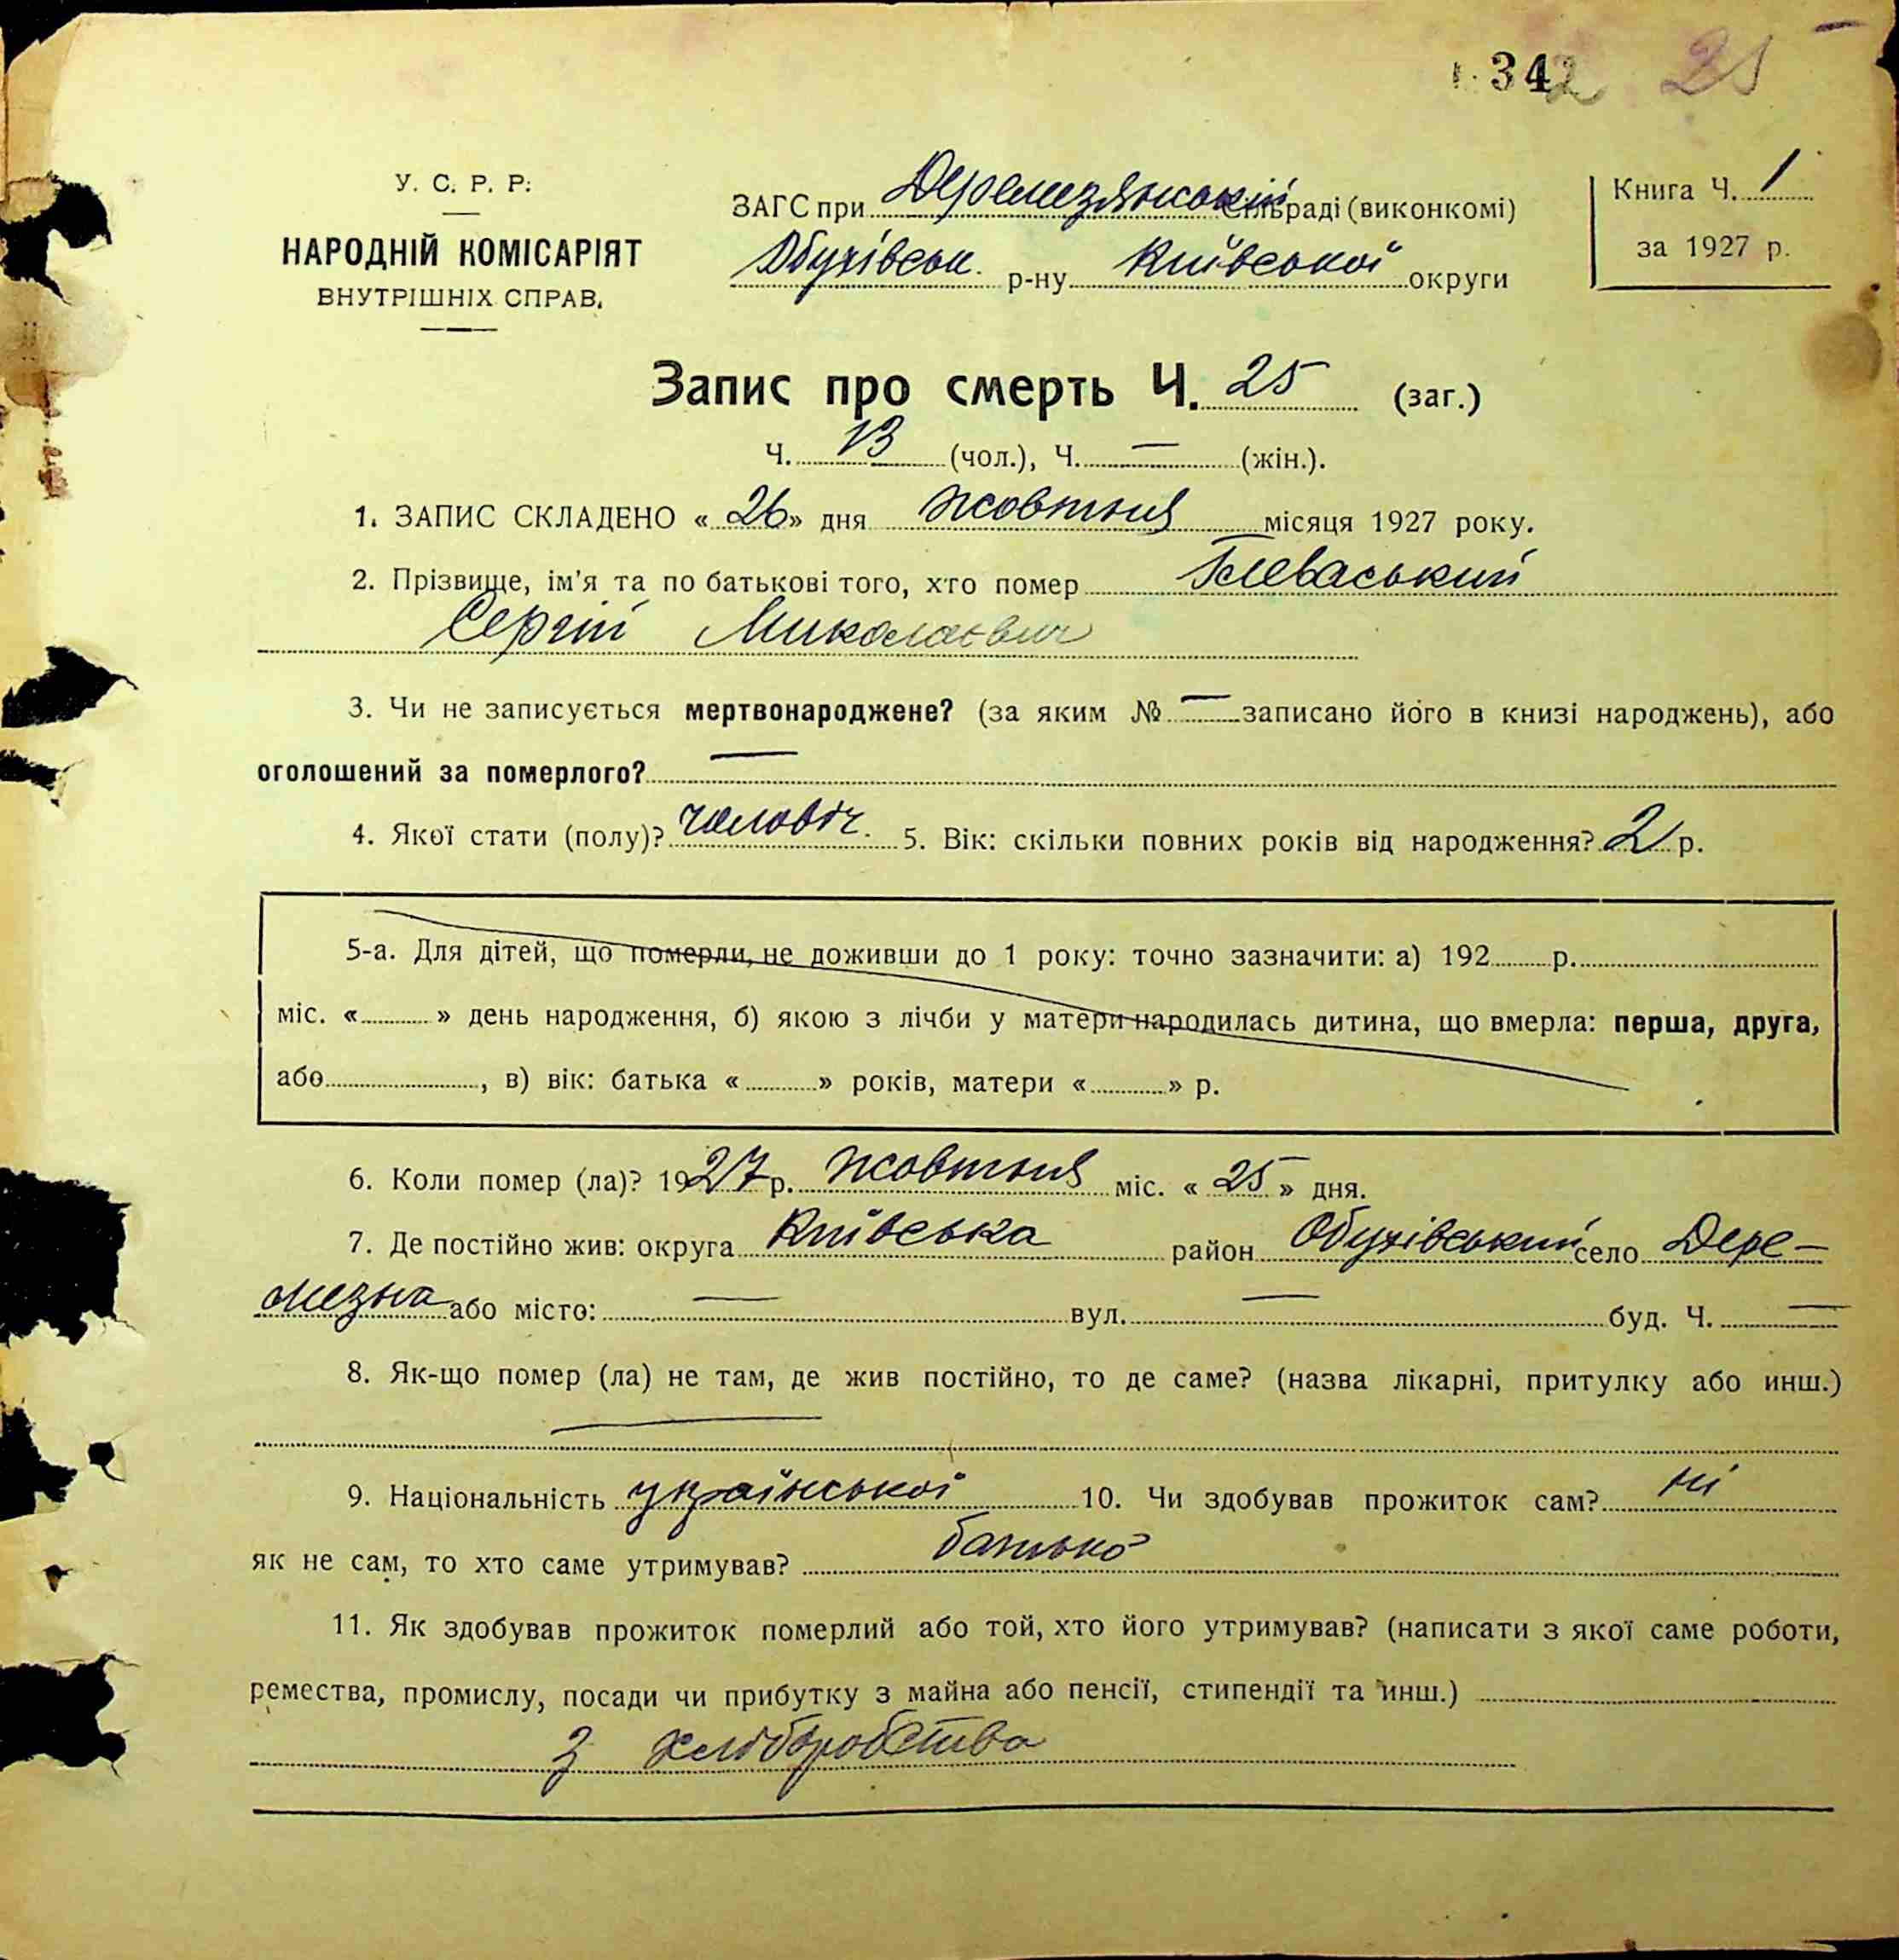 342 25
У. С. Р. Р.
НАРОДНІЙ КОМІСАРІЯТ
ВНУТРІШНІХ СПРАВ.
ЗАГС при Деремезянській сільраді (виконкомі)
Обухівськ. р-ну Київської округи
Книга Ч. 1
за 1927 р.
Запис про смерть Ч. 25 (заг.)
Ч. 13 (чол.), Ч. — (жін.).
1. ЗАПИС СКЛАДЕНО «26» дня жовтня місяця 1927 року.
2. Прізвище, ім'я та по батькові того, хто помер
Сергій Миколаєвич
3. Чи не записується мертвонароджене? (за яким № — записано його в книзі народжень), або
оголошений за померлого? —
4. Якої стати (полу)? чоловіч. 5. Вік: скільки повних років від народження? 2 р.
5-а. Для дітей, що померли, не доживши до 1 року: точно зазначити: а) 192 р.
міс. « » день народження, б) якою з лічби у матери народилась дитина, що вмерла: перша, друга,
або , в) вік: батька « » років, матери « » р.
6. Коли помер (ла)? 1927 р. жовтня міс. «25» дня.
7. Де постійно жив: округа Київська район Обухівський село Дере-
мезна або місто: — вул. — буд. Ч. —
8. Як-що помер (ла) не там, де жив постійно, то де саме? (назва лікарні, притулку або инш.)
—
9. Національність української 10. Чи здобував прожиток сам? ні
як не сам, то хто саме утримував? батько
11. Як здобував прожиток померлий або той, хто його утримував? (написати з якої саме роботи,
ремества, промислу, посади чи прибутку з майна або пенсії, стипендії та инш.)
з хліборобства